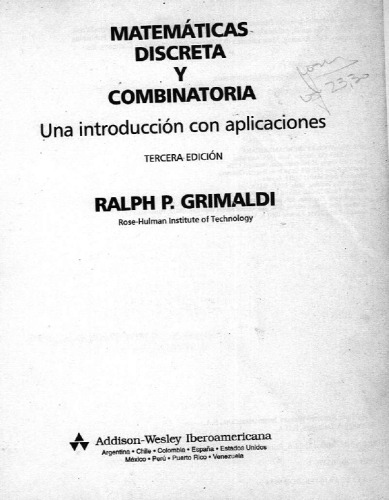 MATEMÁTICAS
DISCRETA
Y
COMBINATORIA
Una introducción con aplicaciones
TERCERA EDICIÓN
RALPH P. GRIMALDI
Rose-Hulman Institute of Technology
Addison-Wesley Iberoamericana
Argentina • Chile • Colombia • España • Estados Unidos
México • Perú • Puerto Rico • Venezuela